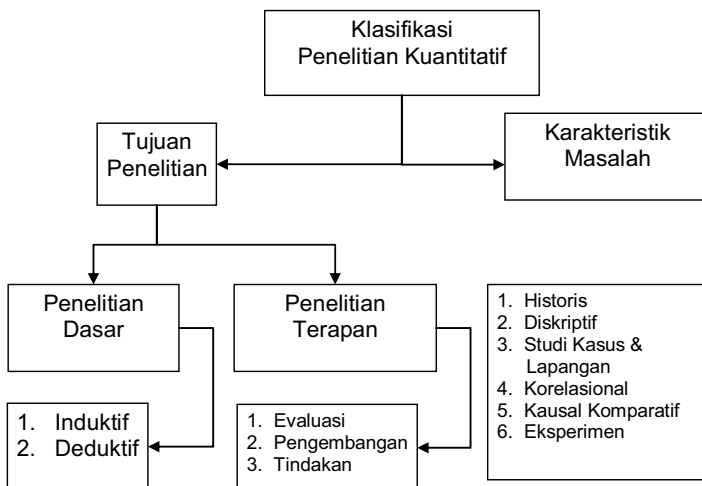 Klasifikasi
Penelitian Kuantitatif
Tujuan
Penelitian
Karakteristik
Masalah
Penelitian
Dasar
Penelitian
Terapan
1. Historis
2. Diskriptif
3. Studi Kasus &
Lapangan
4. Korelasional
5. Kausal Komparatif
6. Eksperimen
1. Induktif
2. Deduktif
1. Evaluasi
2. Pengembangan
3. Tindakan